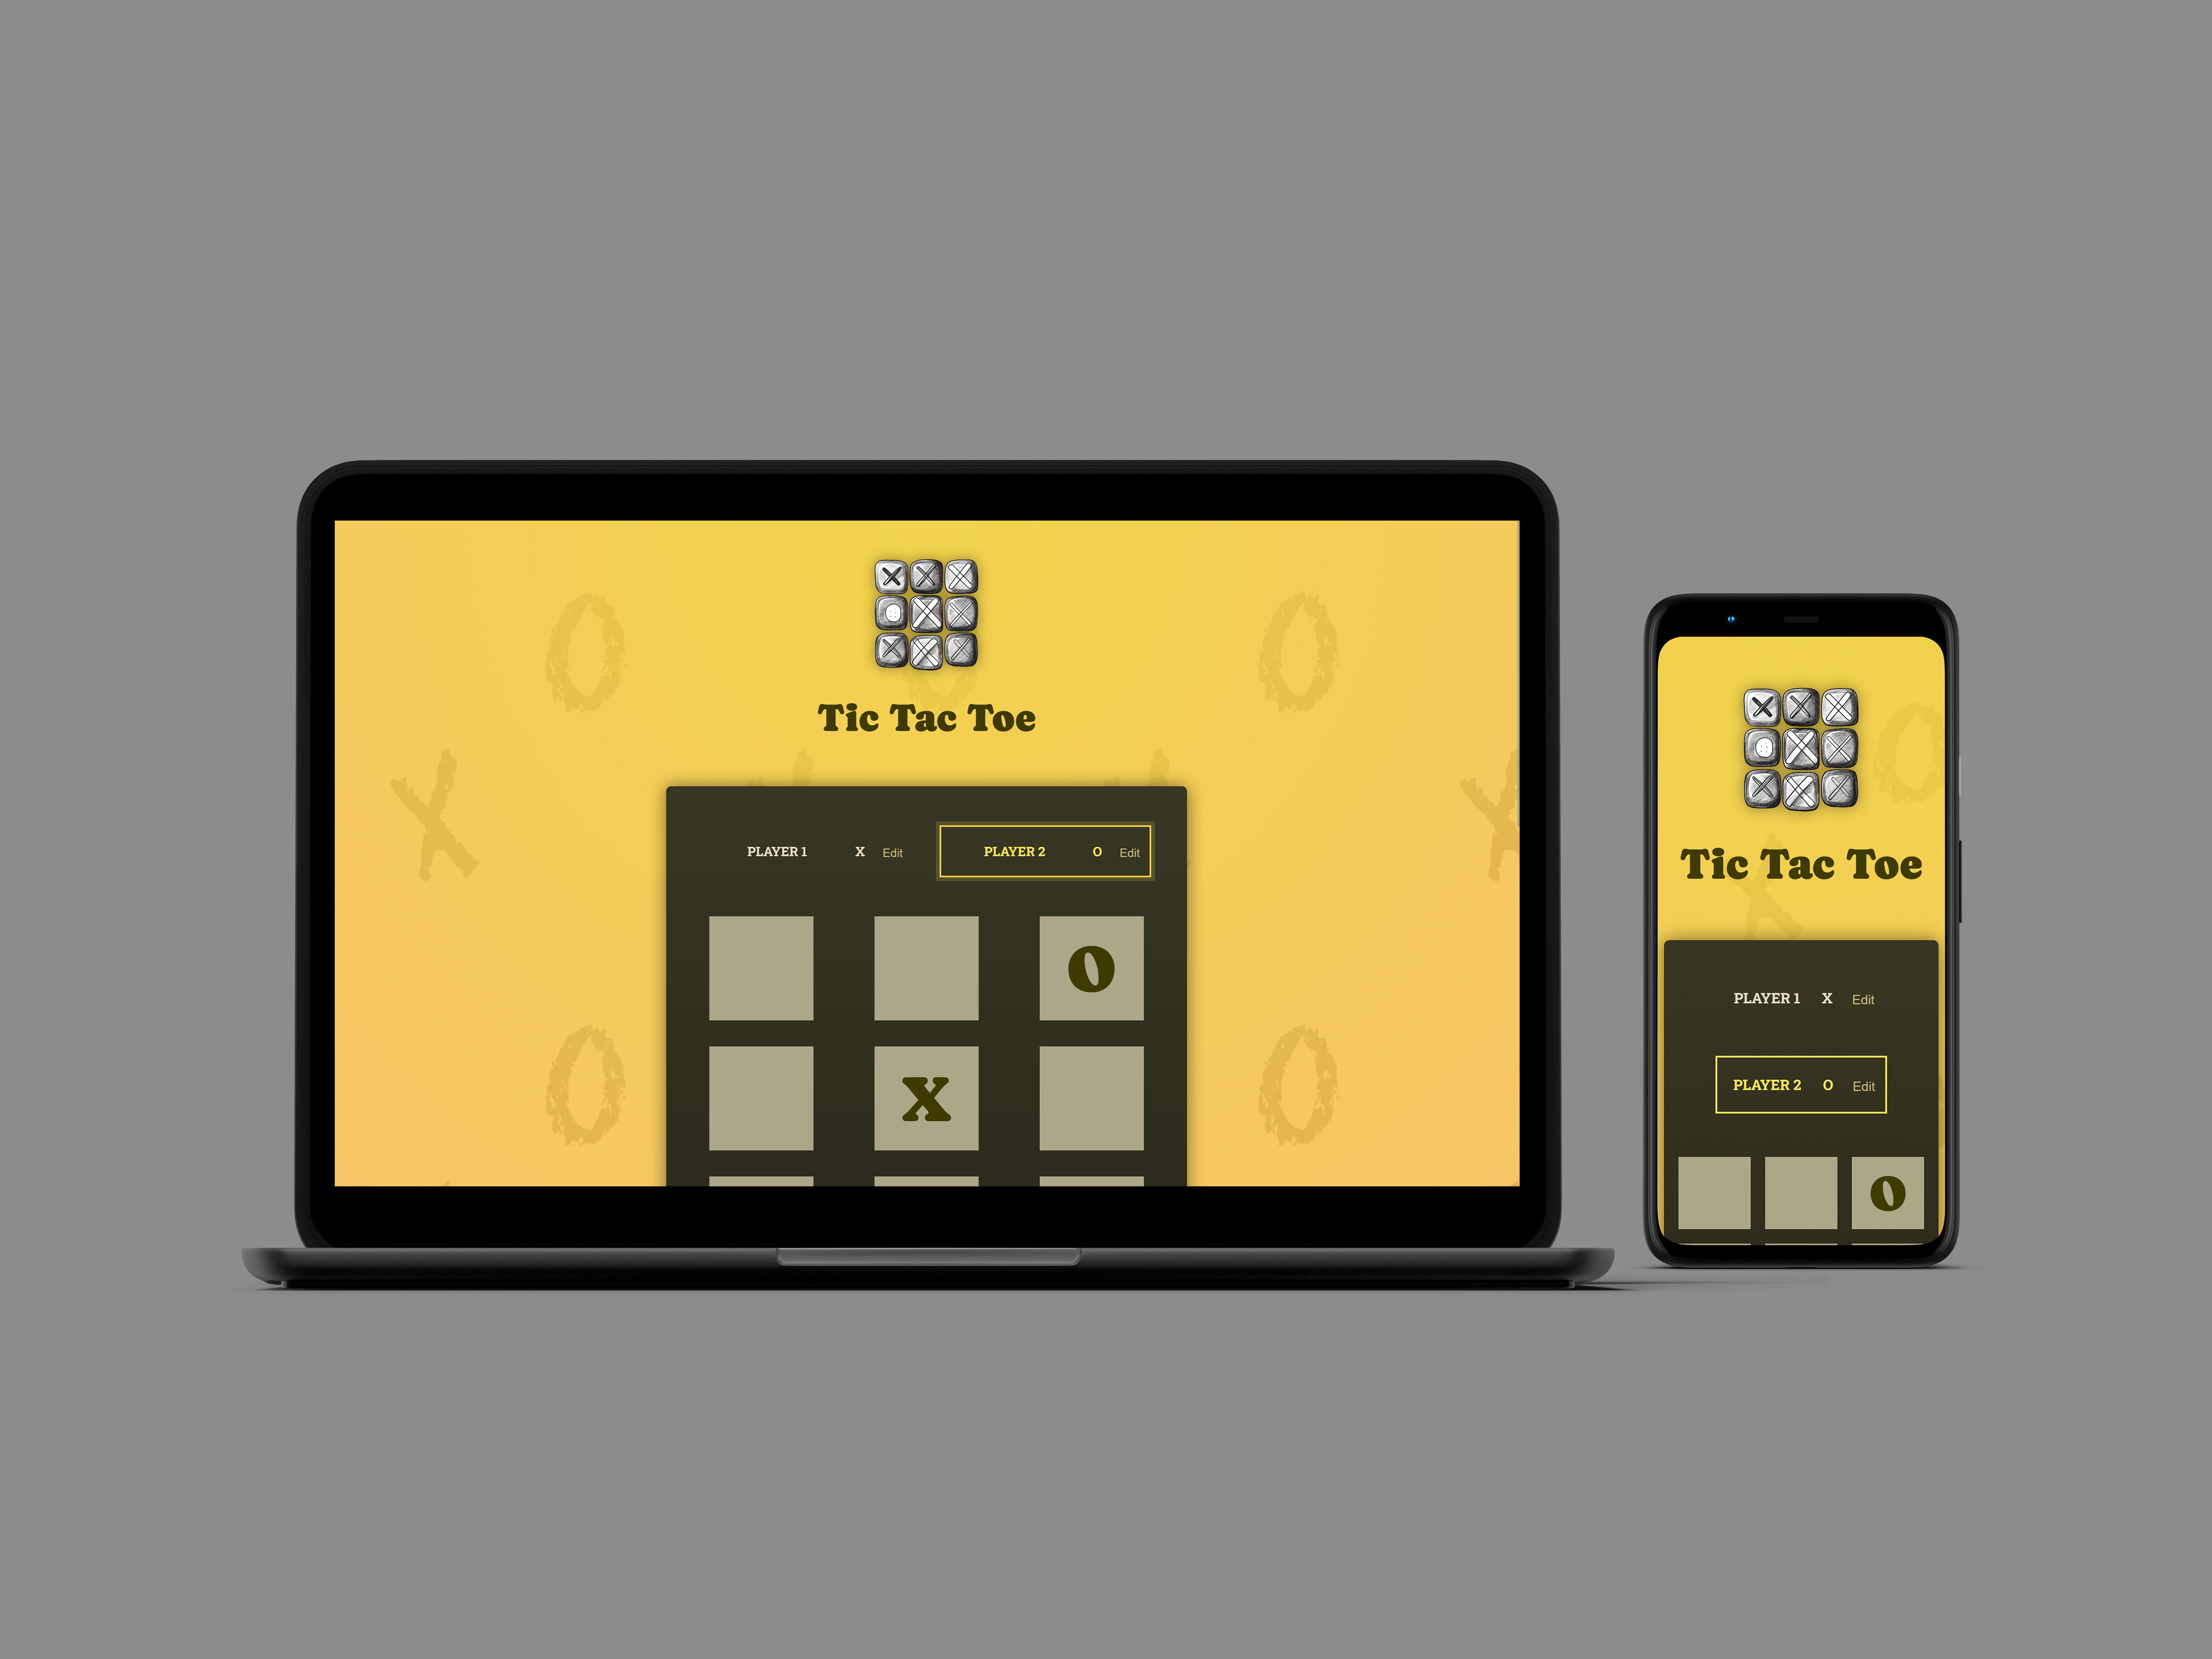 Tic Tac Toe
PLAYER 1 X Edit PLAYER 2 O Edit
O
X
Tic Tac Toe
PLAYER 1 X Edit
PLAYER 2 O Edit
O